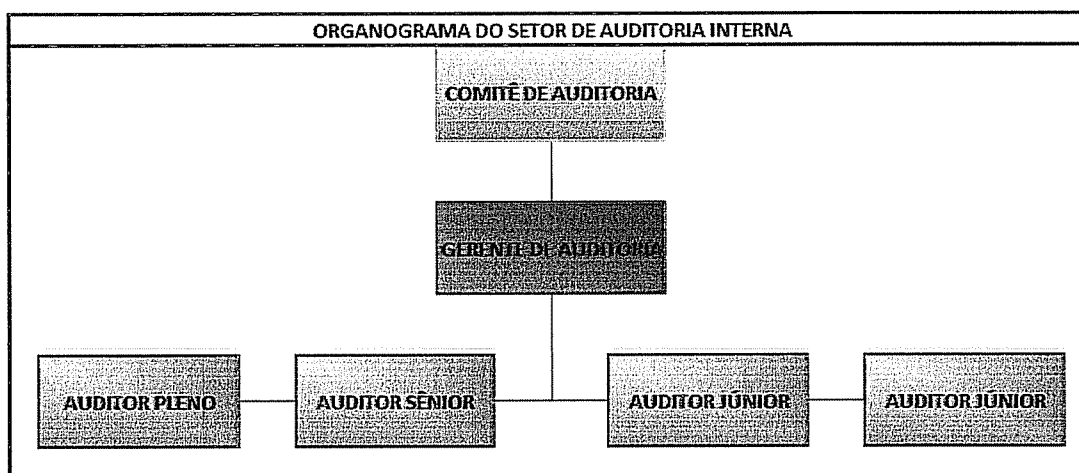 ORGANOGRAMA DO SETOR DE AUDITORIA INTERNA
COMITÊ DE AUDITORIA
GERENTE DE AUDITORIA
AUDITOR PLENO
AUDITOR SENIOR
AUDITOR JÚNIOR
AUDITOR JÚNIOR